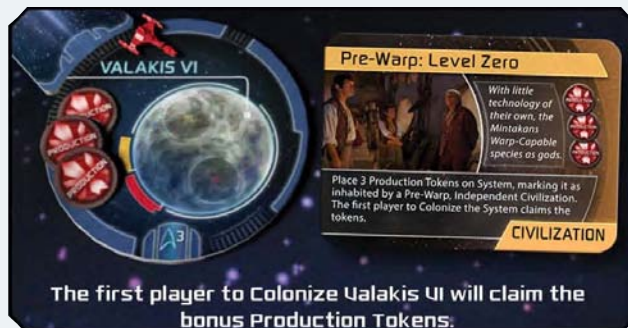 VALAKIS VI
PRODUCTION
PRODUCTION
PRODUCTION
3
Pre-Warp: Level Zero
With little
technology of
their own, the
Mintakans
Warp-Capable
species as gods.
PRODUCTION
PRODUCTION
PRODUCTION
Place 3 Production Tokens on System, marking it as
inhabited by a Pre-Warp, Independent Civilization.
The first player to Colonize the System claims the
tokens.
CIVILIZATION
The first player to Colonize Valakis VI will claim the
bonus Production Tokens.